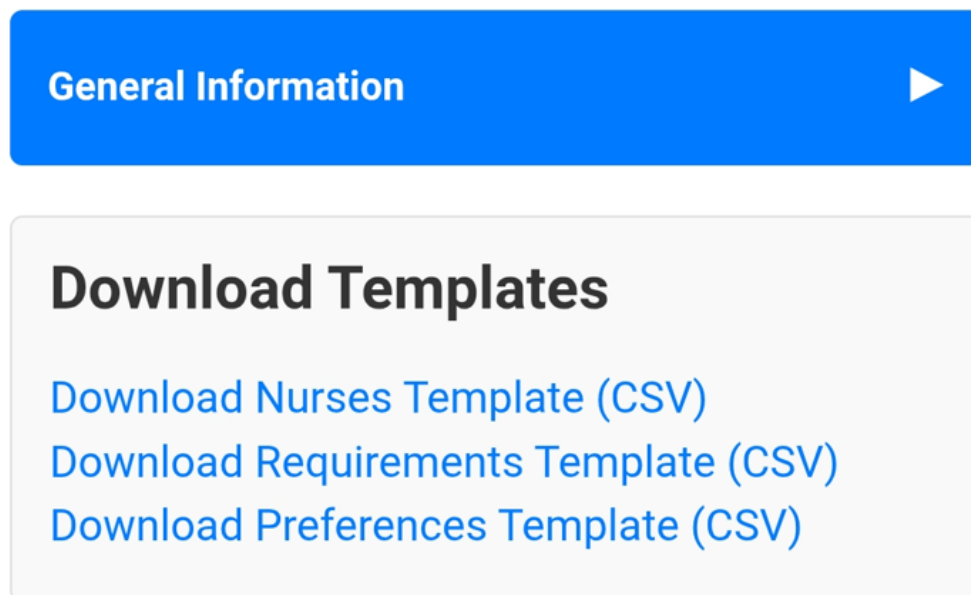 General Information
Download Templates
Download Nurses Template (CSV)
Download Requirements Template (CSV)
Download Preferences Template (CSV)